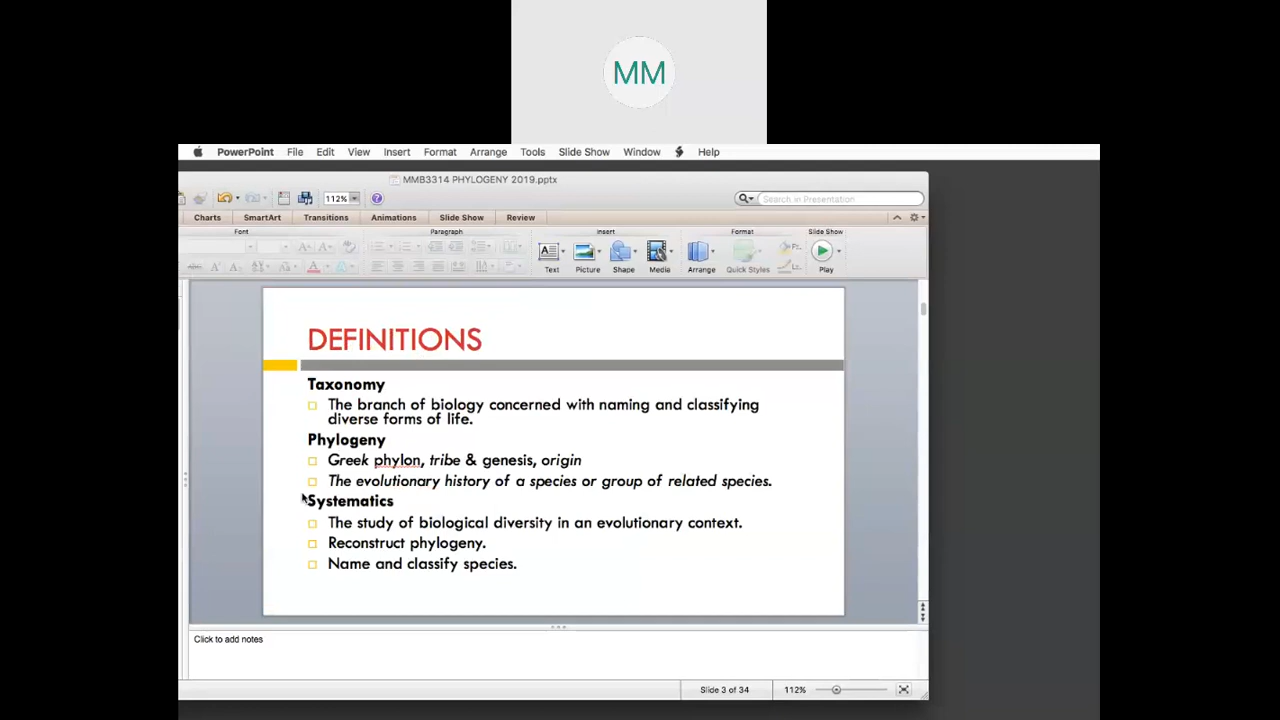 MM
PowerPoint File Edit View Insert Format Arrange Tools Slide Show Window Help
MMB3314 PHYLOGENY 2019.pptx
112% Search in Presentation
Charts SmartArt Transitions Animations Slide Show Review
Font Paragraph Insert Format Slide Show
Text Picture Shape Media Arrange Quick Styles Play
DEFINITIONS
Taxonomy
The branch of biology concerned with naming and classifying
diverse forms of life.
Phylogeny
Greek phylon, tribe & genesis, origin
The evolutionary history of a species or group of related species.
Systematics
The study of biological diversity in an evolutionary context.
Reconstruct phylogeny.
Name and classify species.
Click to add notes
Slide 3 of 34 112%